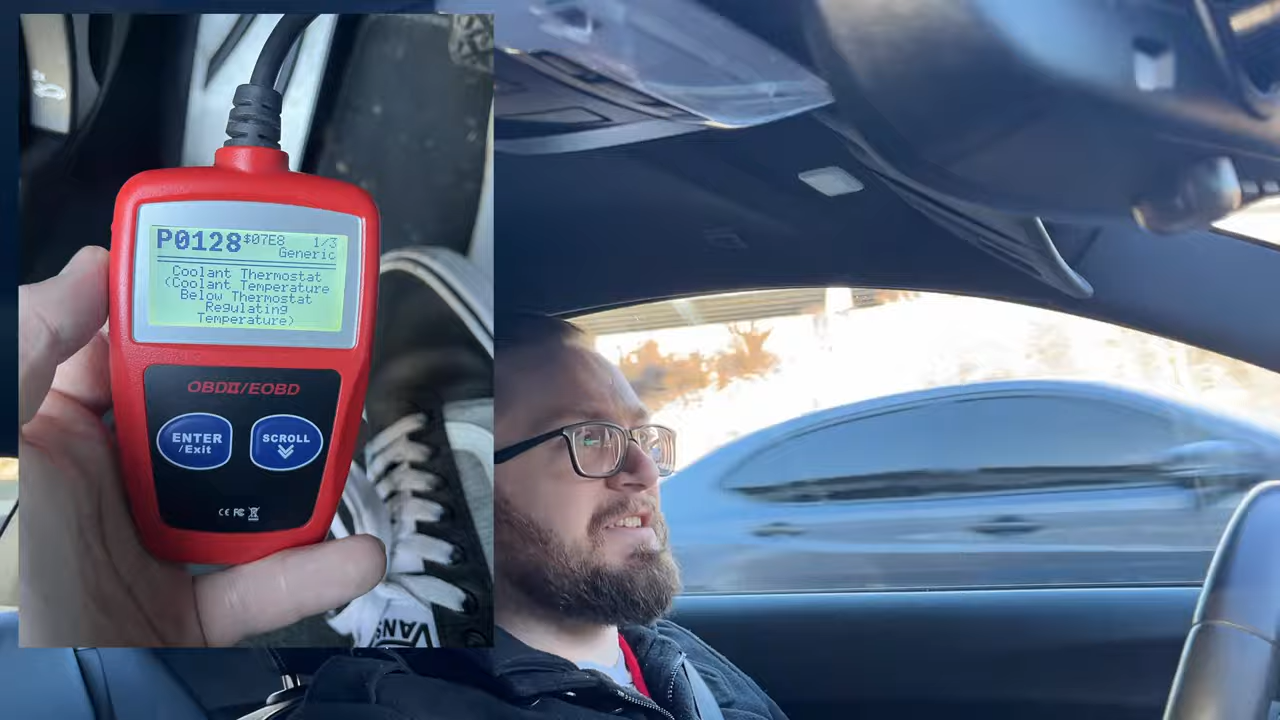 P0128 $07E8 1/3
Generic
Coolant Thermostat
(Coolant Temperature
Below Thermostat
Regulating
Temperature)
OBDII/EOBD
ENTER
/Exit
SCROLL
CE FC
VANS